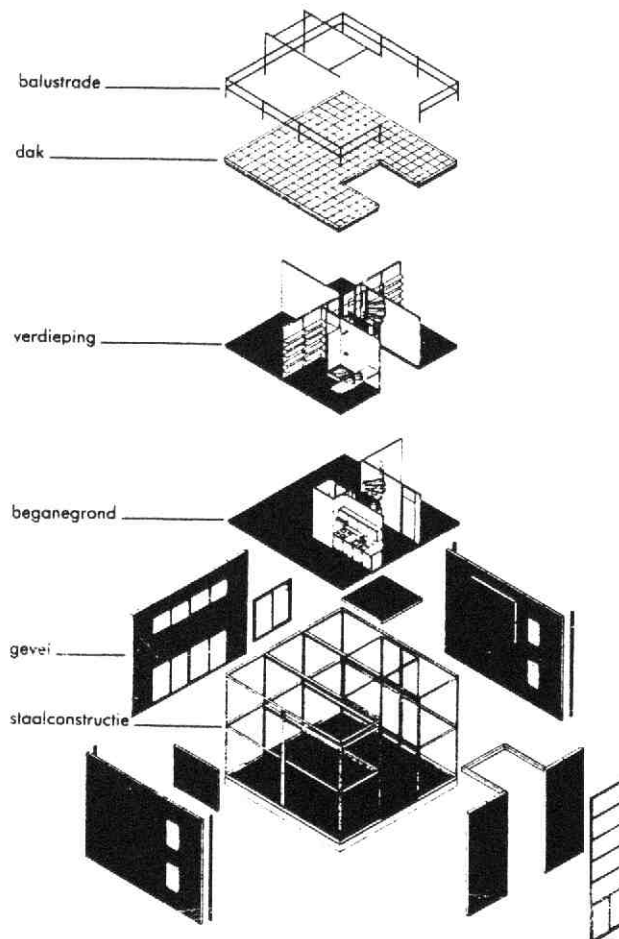 balustrade
dak
verdieping
beganegrond
gevel
staalconstructie